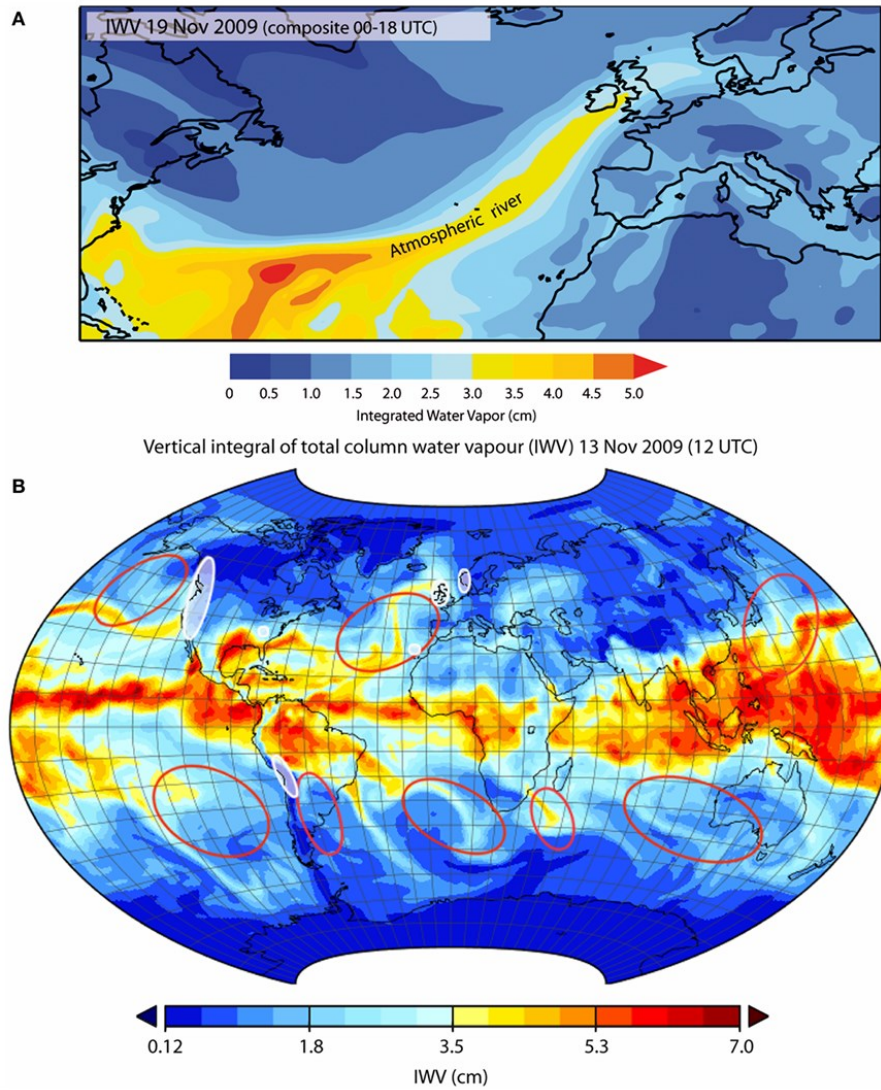 A
IWV 19 Nov 2009 (composite 00-18 UTC)
Atmospheric river
0 0.5 1.0 1.5 2.0 2.5 3.0 3.5 4.0 4.5 5.0
Integrated Water Vapor (cm)
Vertical integral of total column water vapour (IWV) 13 Nov 2009 (12 UTC)
B
0.12 1.8 3.5 5.3 7.0
IWV (cm)